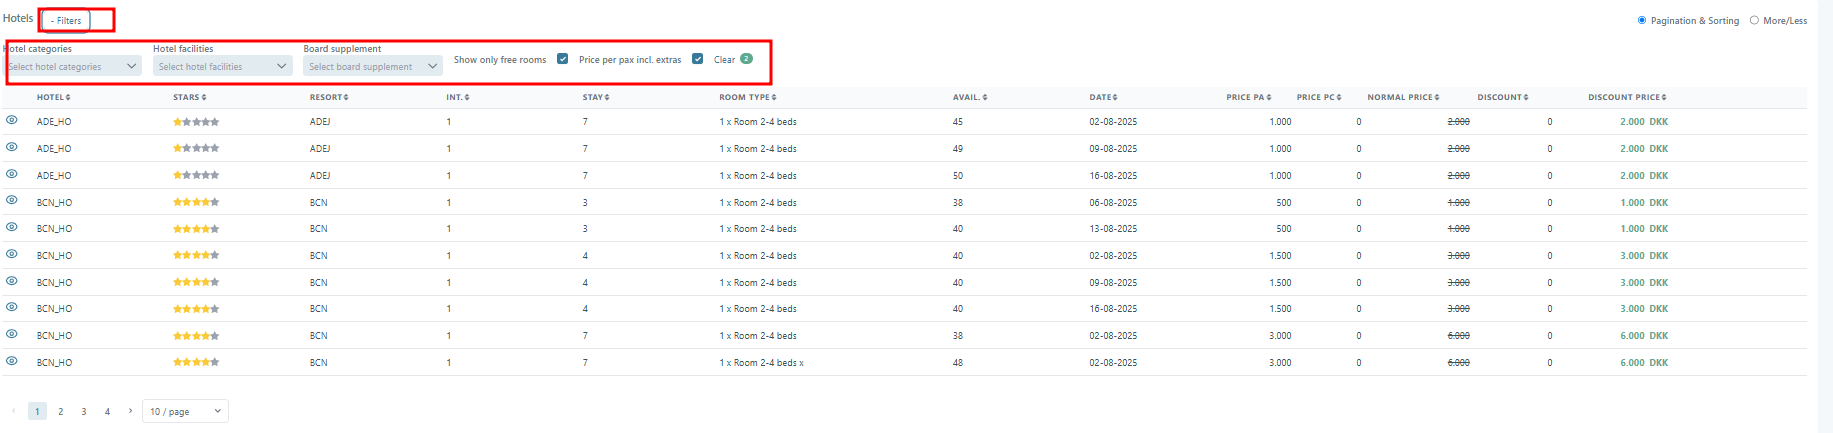 Hotels - Filters Pagination & Sorting More/Less
Hotel categories Hotel facilities Board supplement
Select hotel categories Select hotel facilities Select board supplement Show only free rooms Price per pax incl. extras Clear 2
HOTEL STARS RESORT INT. STAY ROOM TYPE AVAIL. DATE PRICE PA PRICE PC NORMAL PRICE DISCOUNT DISCOUNT PRICE
ADE_HO ADEJ 1 7 1 x Room 2-4 beds 45 02-08-2025 1.000 0 2.000 0 2.000 DKK
ADE_HO ADEJ 1 7 1 x Room 2-4 beds 49 09-08-2025 1.000 0 2.000 0 2.000 DKK
ADE_HO ADEJ 1 7 1 x Room 2-4 beds 50 16-08-2025 1.000 0 2.000 0 2.000 DKK
BCN_HO BCN 1 3 1 x Room 2-4 beds 38 06-08-2025 500 0 1.000 0 1.000 DKK
BCN_HO BCN 1 3 1 x Room 2-4 beds 40 13-08-2025 500 0 1.000 0 1.000 DKK
BCN_HO BCN 1 4 1 x Room 2-4 beds 40 02-08-2025 1.500 0 3.000 0 3.000 DKK
BCN_HO BCN 1 4 1 x Room 2-4 beds 40 09-08-2025 1.500 0 3.000 0 3.000 DKK
BCN_HO BCN 1 4 1 x Room 2-4 beds 40 16-08-2025 1.500 0 3.000 0 3.000 DKK
BCN_HO BCN 1 7 1 x Room 2-4 beds 38 02-08-2025 3.000 0 6.000 0 6.000 DKK
BCN_HO BCN 1 7 1 x Room 2-4 beds x 48 02-08-2025 3.000 0 6.000 0 6.000 DKK
1 2 3 4 10 / page